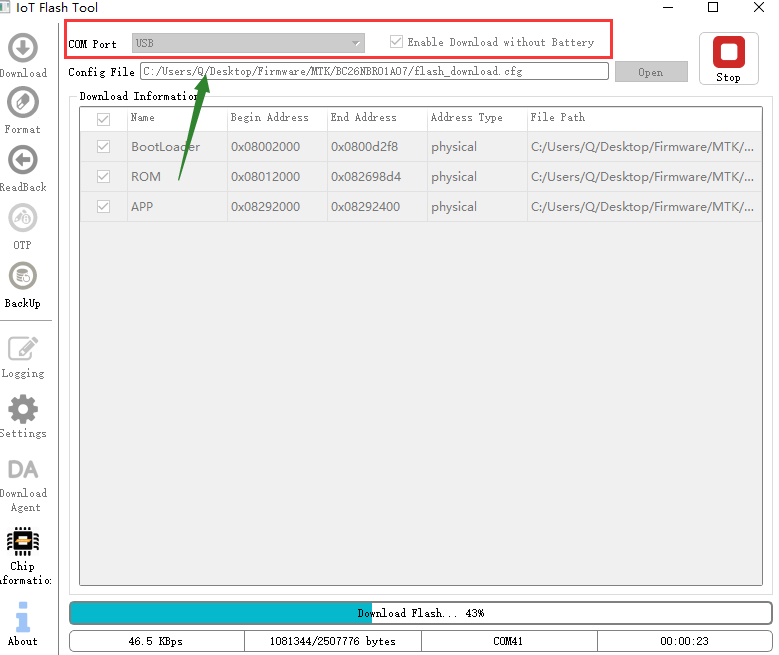 IoT Flash Tool
COM Port USB Enable Download without Battery
Config File C:/Users/Q/Desktop/Firmware/MTK/BC26NBR01A07/flash_download.cfg Open
Stop
Download Information
Name Begin Address End Address Address Type File Path
BootLoader 0x08002000 0x0800d2f8 physical C:/Users/Q/Desktop/Firmware/MTK/...
ROM 0x08012000 0x082698d4 physical C:/Users/Q/Desktop/Firmware/MTK/...
APP 0x08292000 0x08292400 physical C:/Users/Q/Desktop/Firmware/MTK/...
Download
Format
ReadBack
OTP
BackUp
Logging
Settings
DA
Download
Agent
Chip
nformation
About
Download Flash... 43%
46.5 KBps 1081344/2507776 bytes COM41 00:00:23